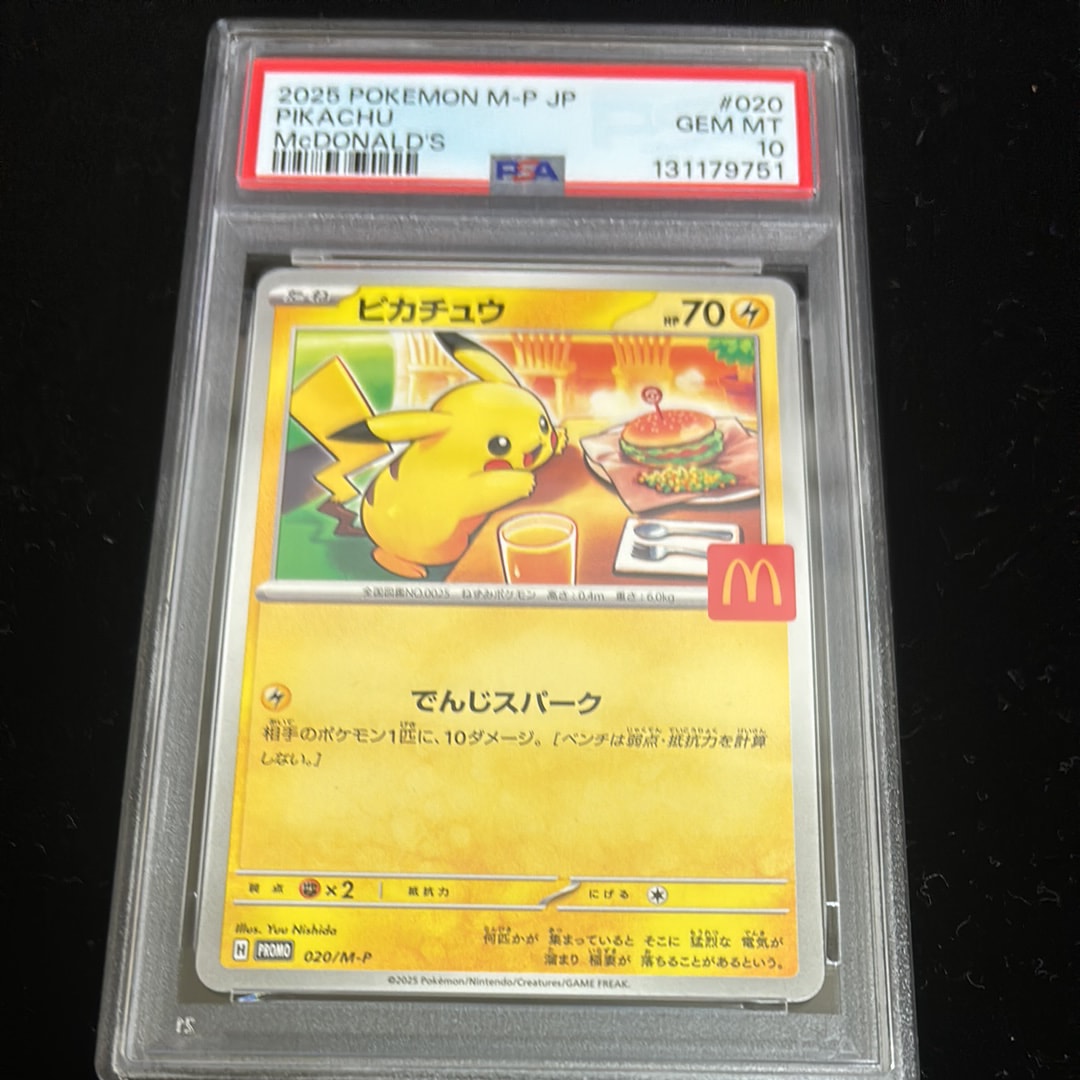 2025 POKEMON M-P JP #020
PIKACHU GEM MT
McDONALD'S 10
PSA 131179751
ピカチュウ HP70
全国図鑑NO.0025 ねずみポケモン 高さ:0.4m 重さ:6.0kg
でんじスパーク
相手のポケモン1匹に、10ダメージ。[ベンチは弱点・抵抗力を計算
しない。]
弱点 ×2 抵抗力 にげる
Illus. Yuu Nishida
H PROMO 020/M-P
何匹かが 集まっていると そこに 猛烈な 電気が
溜まり 稲妻が 落ちることがあるという。
©2025 Pokémon/Nintendo/Creatures/GAME FREAK.